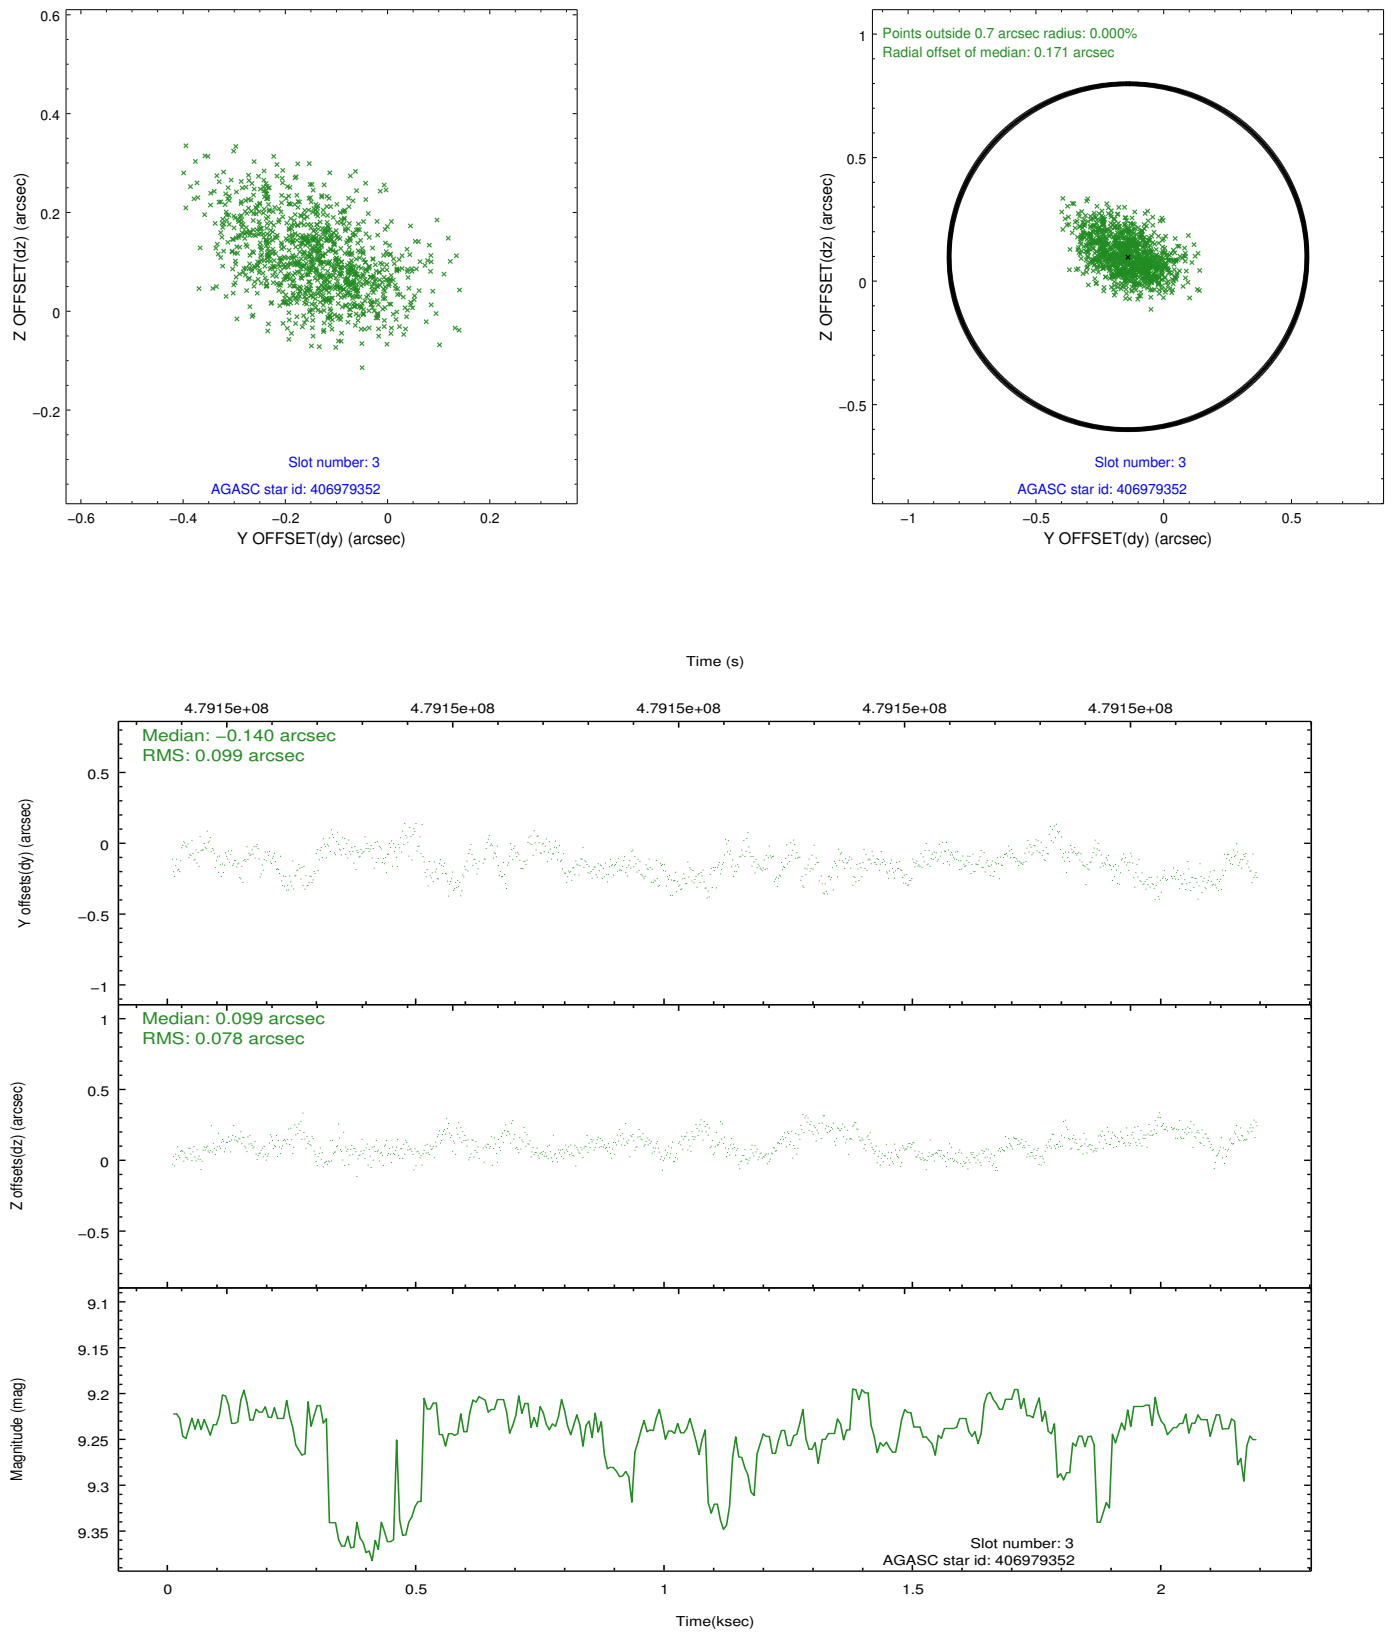 0.6
0.4
0.2
0
−0.2
Z OFFSET(dz) (arcsec)
Slot number: 3
AGASC star id: 406979352
−0.6 −0.4 −0.2 0 0.2
Y OFFSET(dy) (arcsec)
Points outside 0.7 arcsec radius: 0.000%
Radial offset of median: 0.171 arcsec
1
0.5
0
−0.5
Z OFFSET(dz) (arcsec)
Slot number: 3
AGASC star id: 406979352
−1 −0.5 0 0.5
Y OFFSET(dy) (arcsec)
Time (s)
4.7915e+08 4.7915e+08 4.7915e+08 4.7915e+08 4.7915e+08
Median: −0.140 arcsec
RMS: 0.099 arcsec
0.5
0
−0.5
−1
Y offsets(dy) (arcsec)
Median: 0.099 arcsec
RMS: 0.078 arcsec
1
0.5
0
−0.5
Z offsets(dz) (arcsec)
9.1
9.15
9.2
9.25
9.3
9.35
Magnitude (mag)
Slot number: 3
AGASC star id: 406979352
0 0.5 1 1.5 2
Time(ksec)